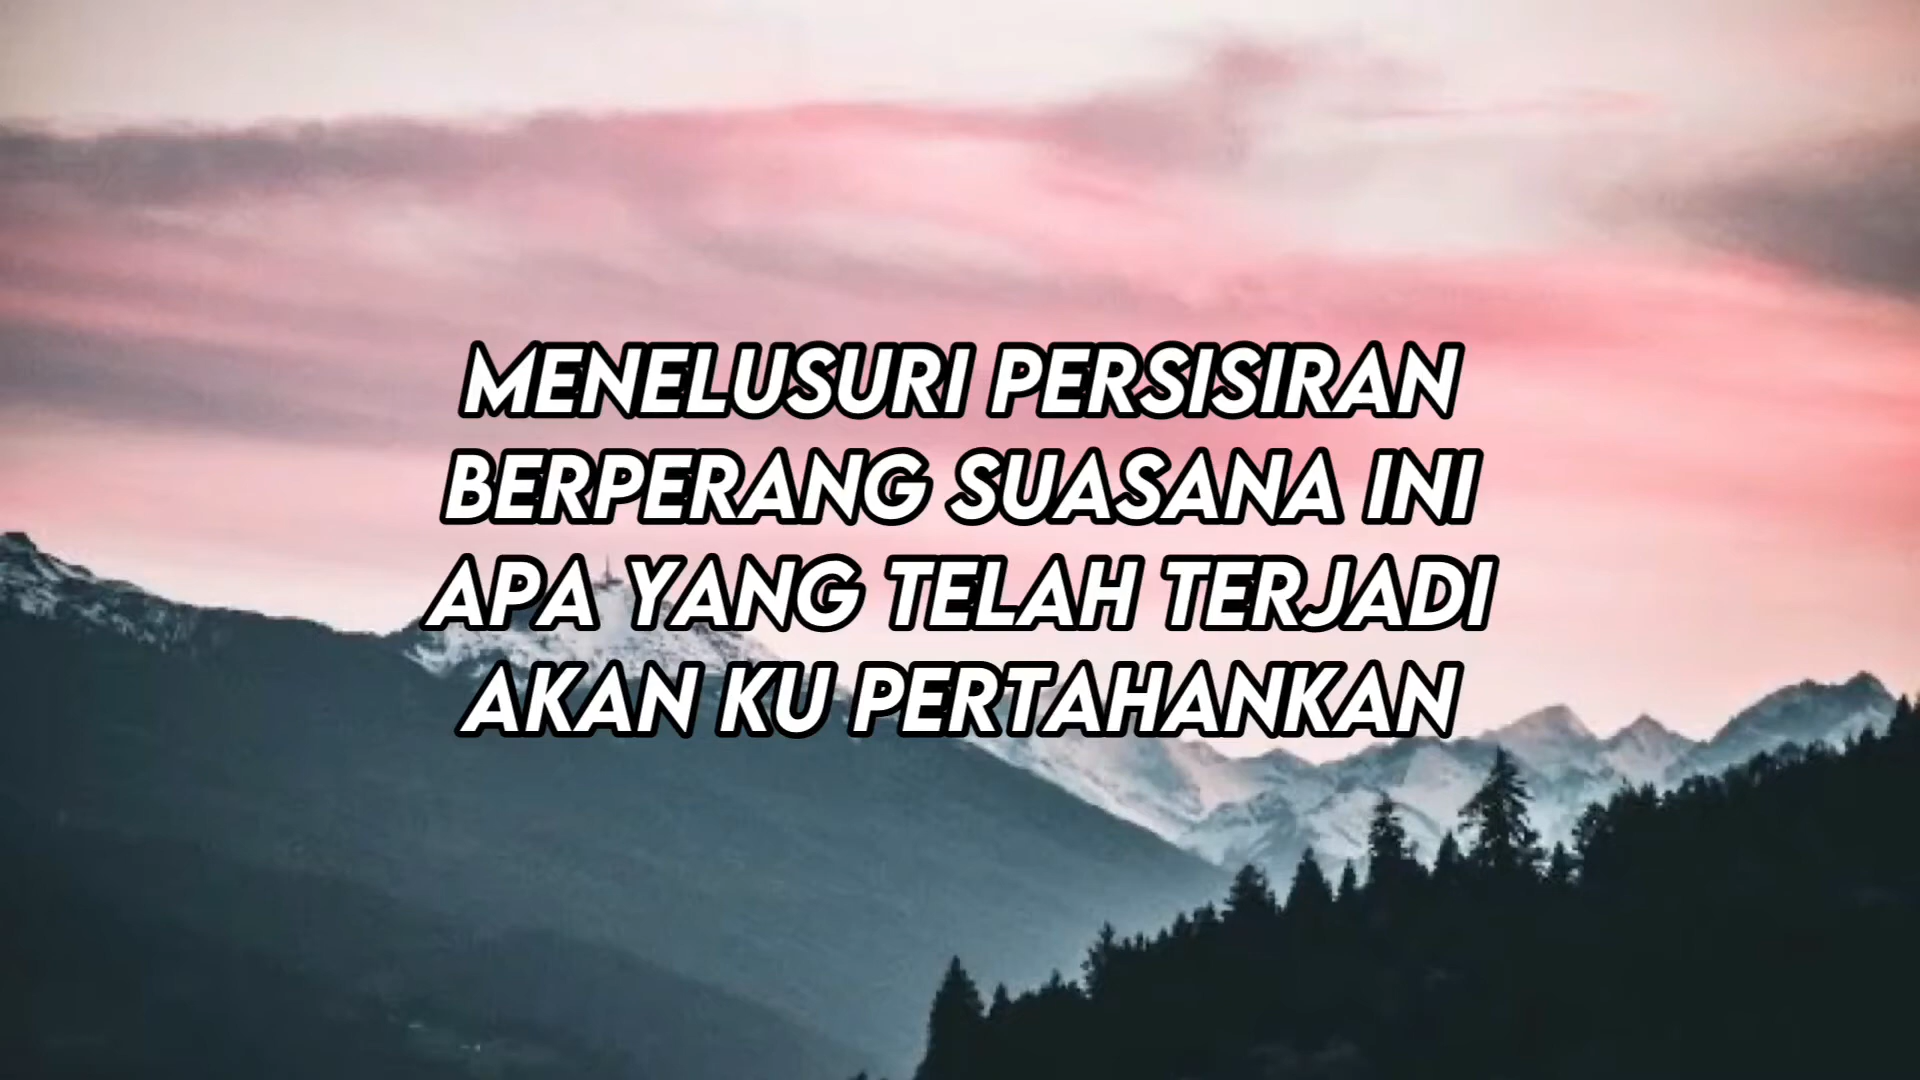 MENELUSURI PERSISIRAN
BERPERANG SUASANA INI
APA YANG TELAH TERJADI
AKAN KU PERTAHANKAN